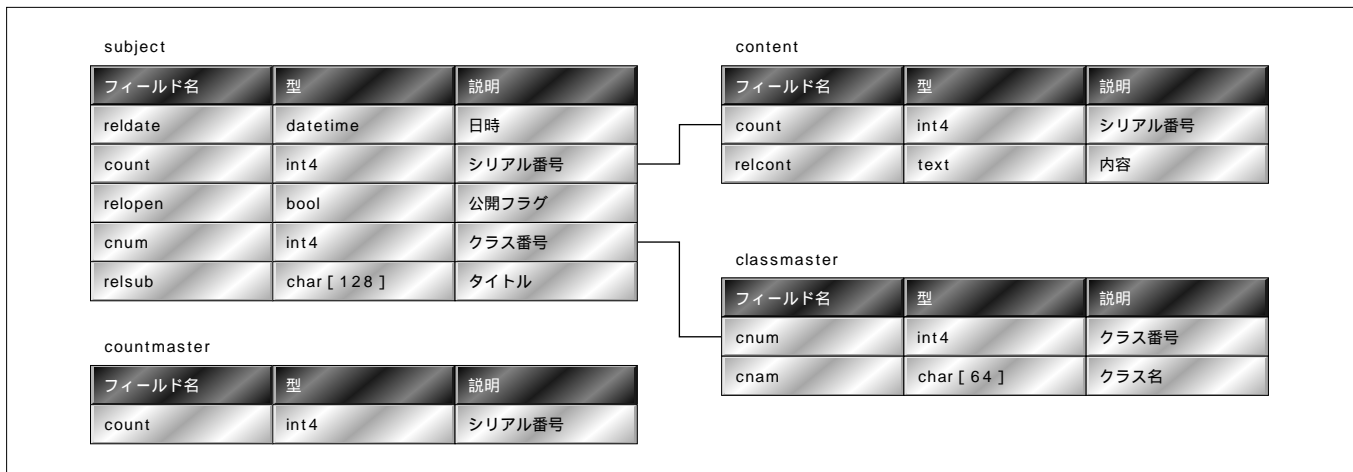 subject
フィールド名 型 説明
reldate datetime 日時
count int4 シリアル番号
relopen bool 公開フラグ
cnum int4 クラス番号
relsub char[128] タイトル
countmaster
フィールド名 型 説明
count int4 シリアル番号
content
フィールド名 型 説明
count int4 シリアル番号
relcont text 内容
classmaster
フィールド名 型 説明
cnum int4 クラス番号
cnam char[64] クラス名